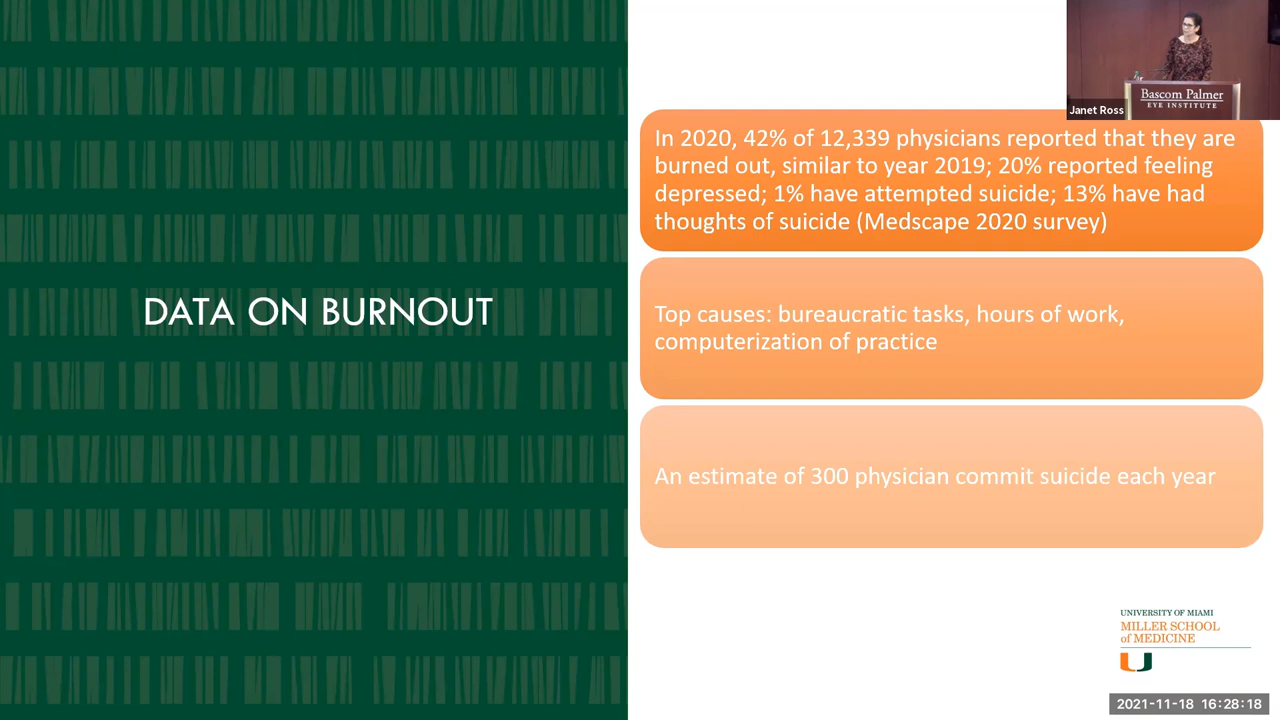 Bascom Palmer
EYE INSTITUTE
Janet Ross
DATA ON BURNOUT
In 2020, 42% of 12,339 physicians reported that they are
burned out, similar to year 2019; 20% reported feeling
depressed; 1% have attempted suicide; 13% have had
thoughts of suicide (Medscape 2020 survey)
Top causes: bureaucratic tasks, hours of work,
computerization of practice
An estimate of 300 physician commit suicide each year
UNIVERSITY OF MIAMI
MILLER SCHOOL
of MEDICINE
2021-11-18 16:28:18